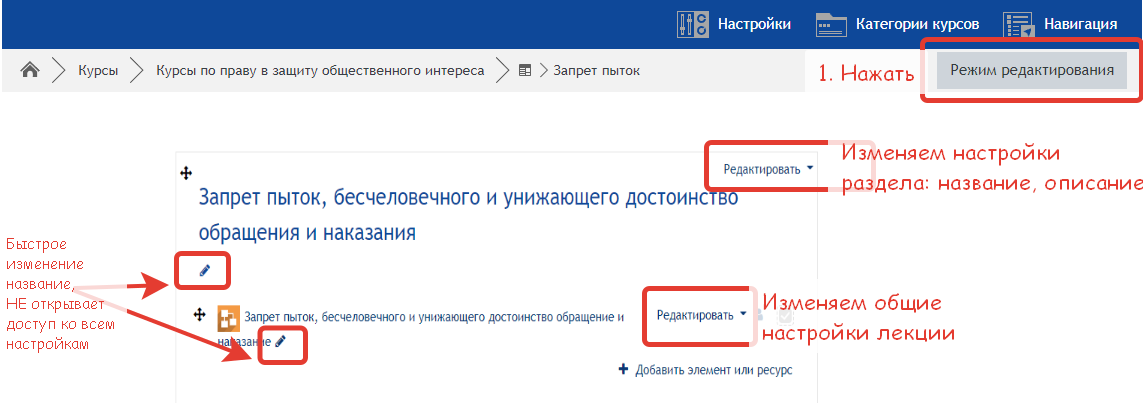 Настройки Категории курсов Навигация
Курсы Курсы по праву в защиту общественного интереса Запрет пыток
1. Нажать
Режим редактирования
Редактировать
Изменяем настройки
раздела: название, описание
Запрет пыток, бесчеловечного и унижающего достоинство
обращения и наказания
Быстрое
изменение
название,
НЕ открывает
доступ ко всем
настройкам
Запрет пыток, бесчеловечного и унижающего достоинство обращение и
наказание
Редактировать
Изменяем общие
настройки лекции
Добавить элемент или ресурс